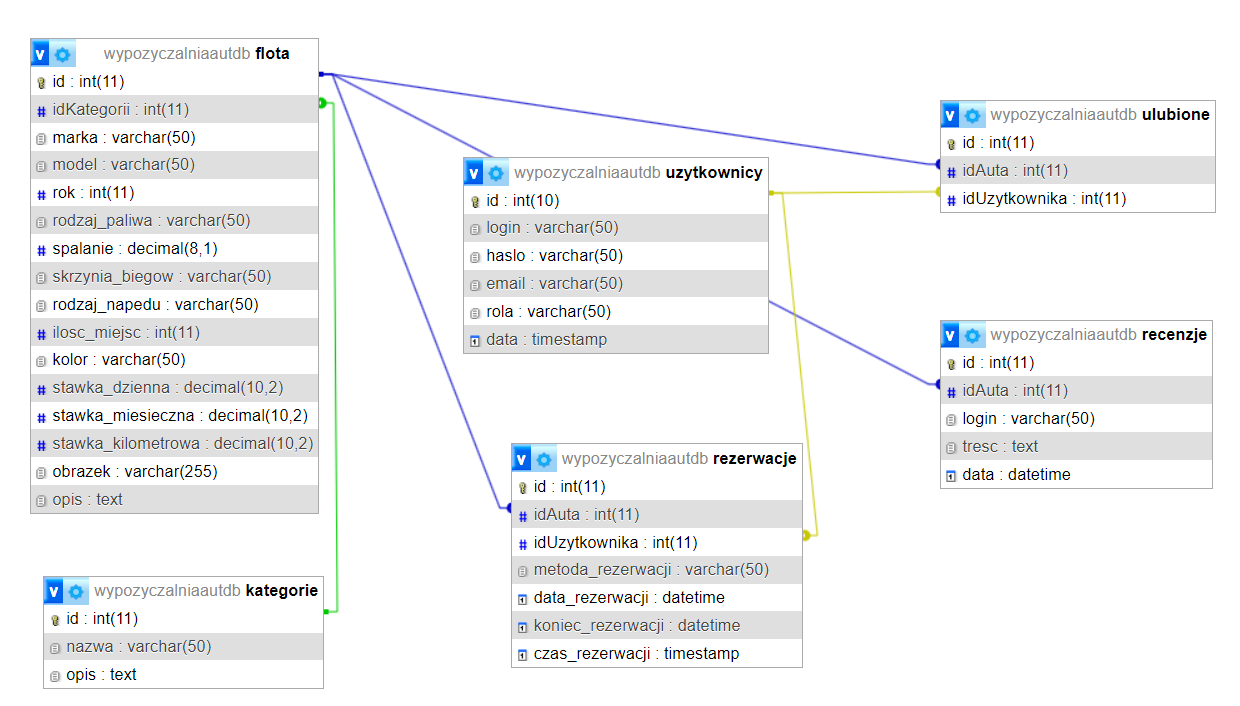 v wypozyczalniaautdb flota
id : int(11)
# idKategorii : int(11)
marka : varchar(50)
model : varchar(50)
# rok : int(11)
rodzaj_paliwa : varchar(50)
# spalanie : decimal(8,1)
skrzynia_biegow : varchar(50)
rodzaj_napedu : varchar(50)
# ilosc_miejsc : int(11)
kolor : varchar(50)
# stawka_dzienna : decimal(10,2)
# stawka_miesieczna : decimal(10,2)
# stawka_kilometrowa : decimal(10,2)
obrazek : varchar(255)
opis : text
v wypozyczalniaautdb kategorie
id : int(11)
nazwa : varchar(50)
opis : text
v wypozyczalniaautdb uzytkownicy
id : int(10)
login : varchar(50)
haslo : varchar(50)
email : varchar(50)
rola : varchar(50)
data : timestamp
v wypozyczalniaautdb rezerwacje
id : int(11)
# idAuta : int(11)
# idUzytkownika : int(11)
metoda_rezerwacji : varchar(50)
data_rezerwacji : datetime
koniec_rezerwacji : datetime
czas_rezerwacji : timestamp
v wypozyczalniaautdb ulubione
id : int(11)
# idAuta : int(11)
# idUzytkownika : int(11)
v wypozyczalniaautdb recenzje
id : int(11)
# idAuta : int(11)
login : varchar(50)
tresc : text
data : datetime